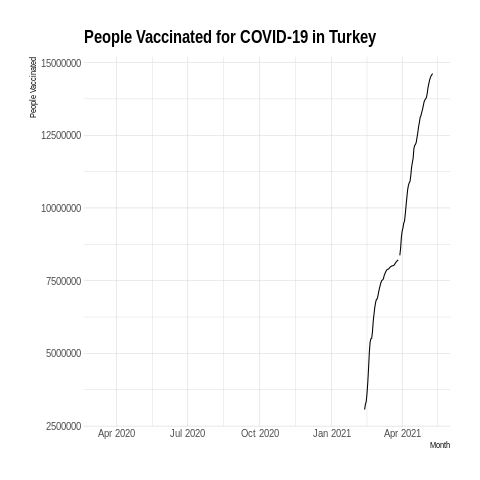 People Vaccinated for COVID-19 in Turkey
People Vaccinated
15000000
12500000
10000000
7500000
5000000
2500000
Apr 2020 Jul 2020 Oct 2020 Jan 2021 Apr 2021
Month